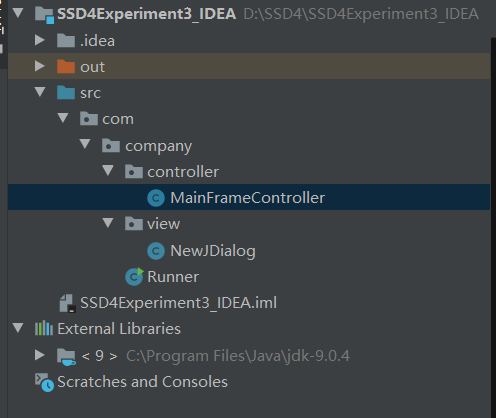 SSD4Experiment3_IDEA D:\SSD4\SSD4Experiment3_IDEA
.idea
out
src
com
company
controller
MainFrameController
view
NewJDialog
Runner
SSD4Experiment3_IDEA.iml
External Libraries
< 9 > C:\Program Files\Java\jdk-9.0.4
Scratches and Consoles